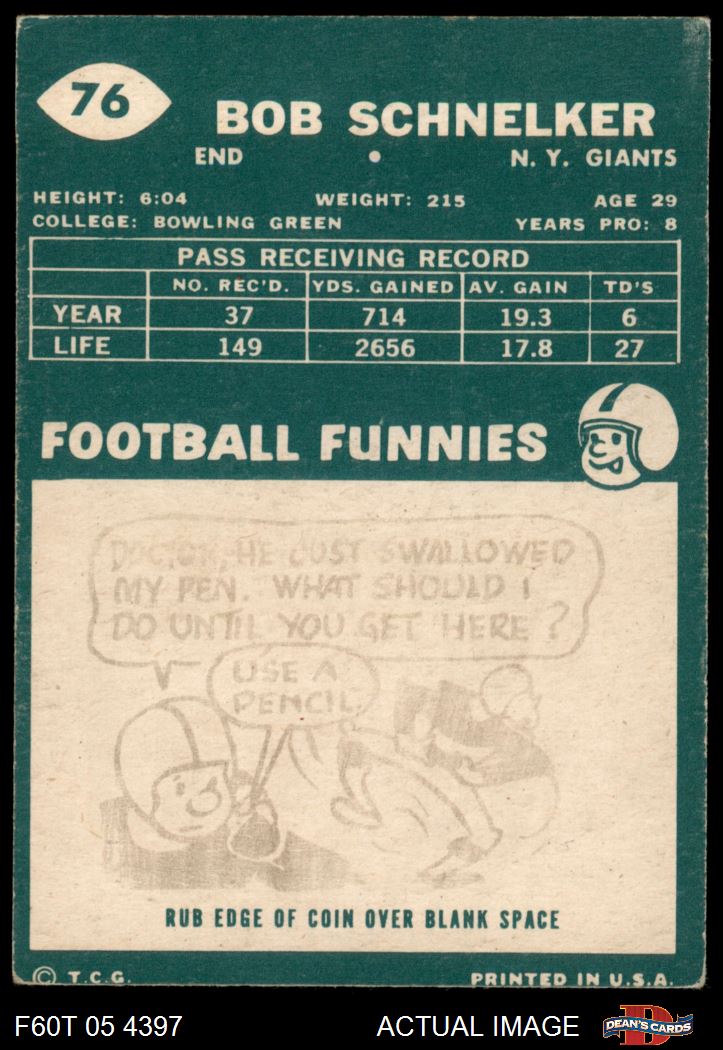 76
BOB SCHNELKER
END • N. Y. GIANTS
HEIGHT: 6:04 WEIGHT: 215 AGE 29
COLLEGE: BOWLING GREEN YEARS PRO: 8
PASS RECEIVING RECORD
NO. REC'D. YDS. GAINED AV. GAIN TD'S
YEAR 37 714 19.3 6
LIFE 149 2656 17.8 27
FOOTBALL FUNNIES
DOCTOR, HE JUST SWALLOWED
MY PEN. WHAT SHOULD I
DO UNTIL YOU GET HERE?
USE A
PENCIL.
RUB EDGE OF COIN OVER BLANK SPACE
© T.C.G. PRINTED IN U.S.A.
F60T 05 4397 ACTUAL IMAGE D DEAN'S CARDS